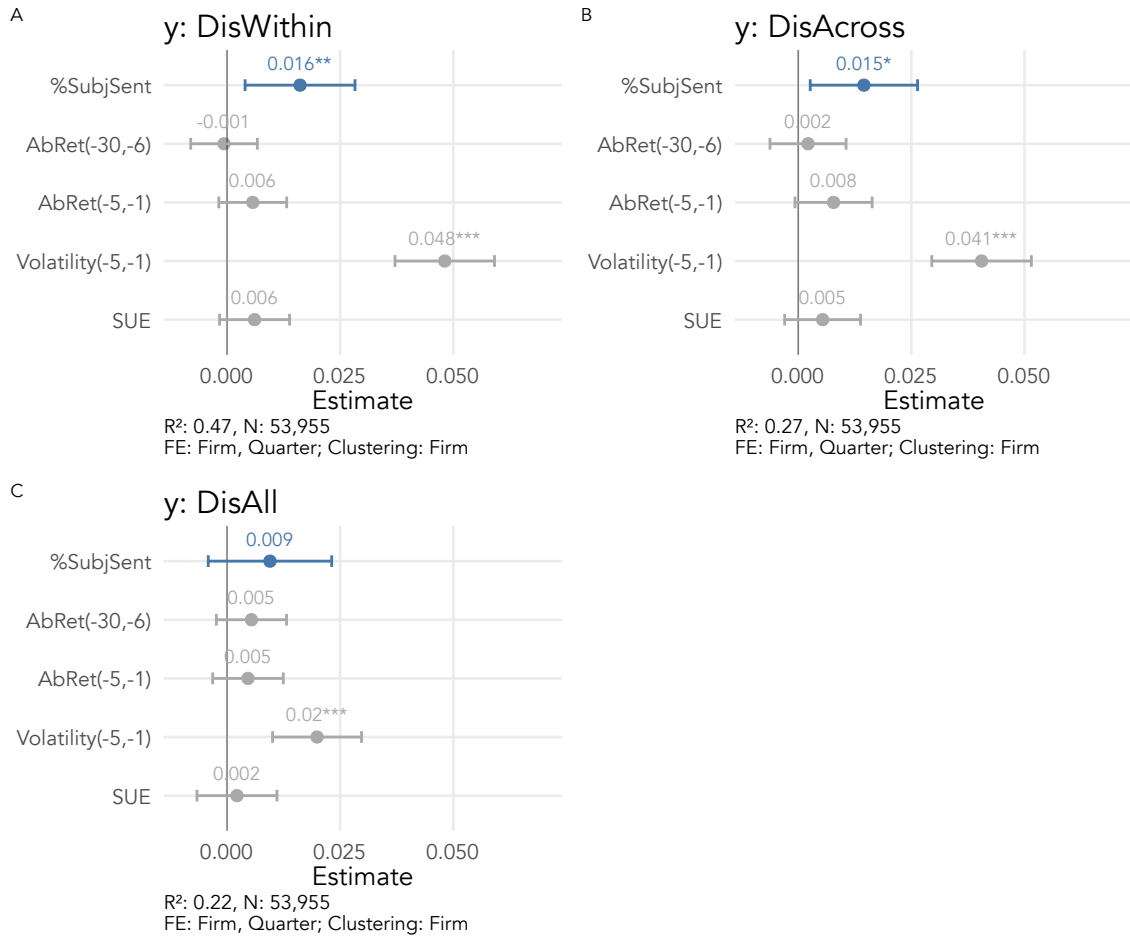 A
y: DisWithin
0.016**
%SubjSent
-0.001
AbRet(-30,-6)
0.006
AbRet(-5,-1)
0.048***
Volatility(-5,-1)
0.006
SUE
0.000 0.025 0.050
Estimate
R²: 0.47, N: 53,955
FE: Firm, Quarter; Clustering: Firm
B
y: DisAcross
0.015*
%SubjSent
0.002
AbRet(-30,-6)
0.008
AbRet(-5,-1)
0.041***
Volatility(-5,-1)
0.005
SUE
0.000 0.025 0.050
Estimate
R²: 0.27, N: 53,955
FE: Firm, Quarter; Clustering: Firm
C
y: DisAll
0.009
%SubjSent
0.005
AbRet(-30,-6)
0.005
AbRet(-5,-1)
0.02***
Volatility(-5,-1)
0.002
SUE
0.000 0.025 0.050
Estimate
R²: 0.22, N: 53,955
FE: Firm, Quarter; Clustering: Firm